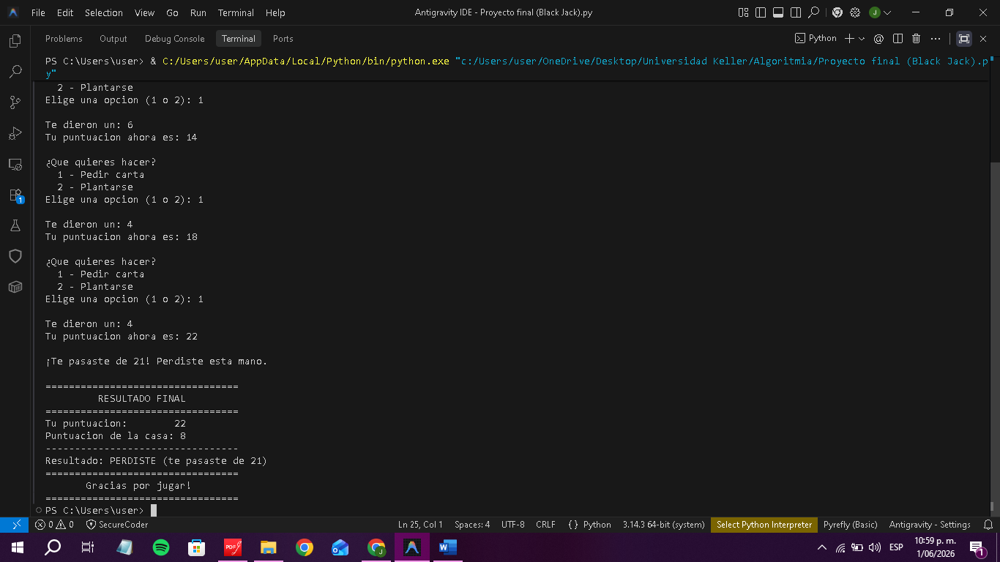 File Edit Selection View Go Run Terminal Help
Antigravity IDE - Proyecto final (Black Jack).py
J
Problems Output Debug Console Terminal Ports
Python
PS C:\Users\user> & C:/Users/user/AppData/Local/Python/bin/python.exe "c:/Users/user/OneDrive/Desktop/Universidad Keller/Algoritmia/Proyecto final (Black Jack).p
y"
2 - Plantarse
Elige una opcion (1 o 2): 1
Te dieron un: 6
Tu puntuacion ahora es: 14
¿Que quieres hacer?
1 - Pedir carta
2 - Plantarse
Elige una opcion (1 o 2): 1
Te dieron un: 4
Tu puntuacion ahora es: 18
¿Que quieres hacer?
1 - Pedir carta
2 - Plantarse
Elige una opcion (1 o 2): 1
Te dieron un: 4
Tu puntuacion ahora es: 22
¡Te pasaste de 21! Perdiste esta mano.
=================================
RESULTADO FINAL
=================================
Tu puntuacion: 22
Puntuacion de la casa: 8
---------------------------------
Resultado: PERDISTE (te pasaste de 21)
=================================
Gracias por jugar!
=================================
PS C:\Users\user>
1
0 0 SecureCoder
Ln 25, Col 1 Spaces: 4 UTF-8 CRLF {} Python 3.14.3 64-bit (system) Select Python Interpreter Pyrefly (Basic) Antigravity - Settings
PDF
J
W
ESP
10:59 p. m.
1/06/2026
1